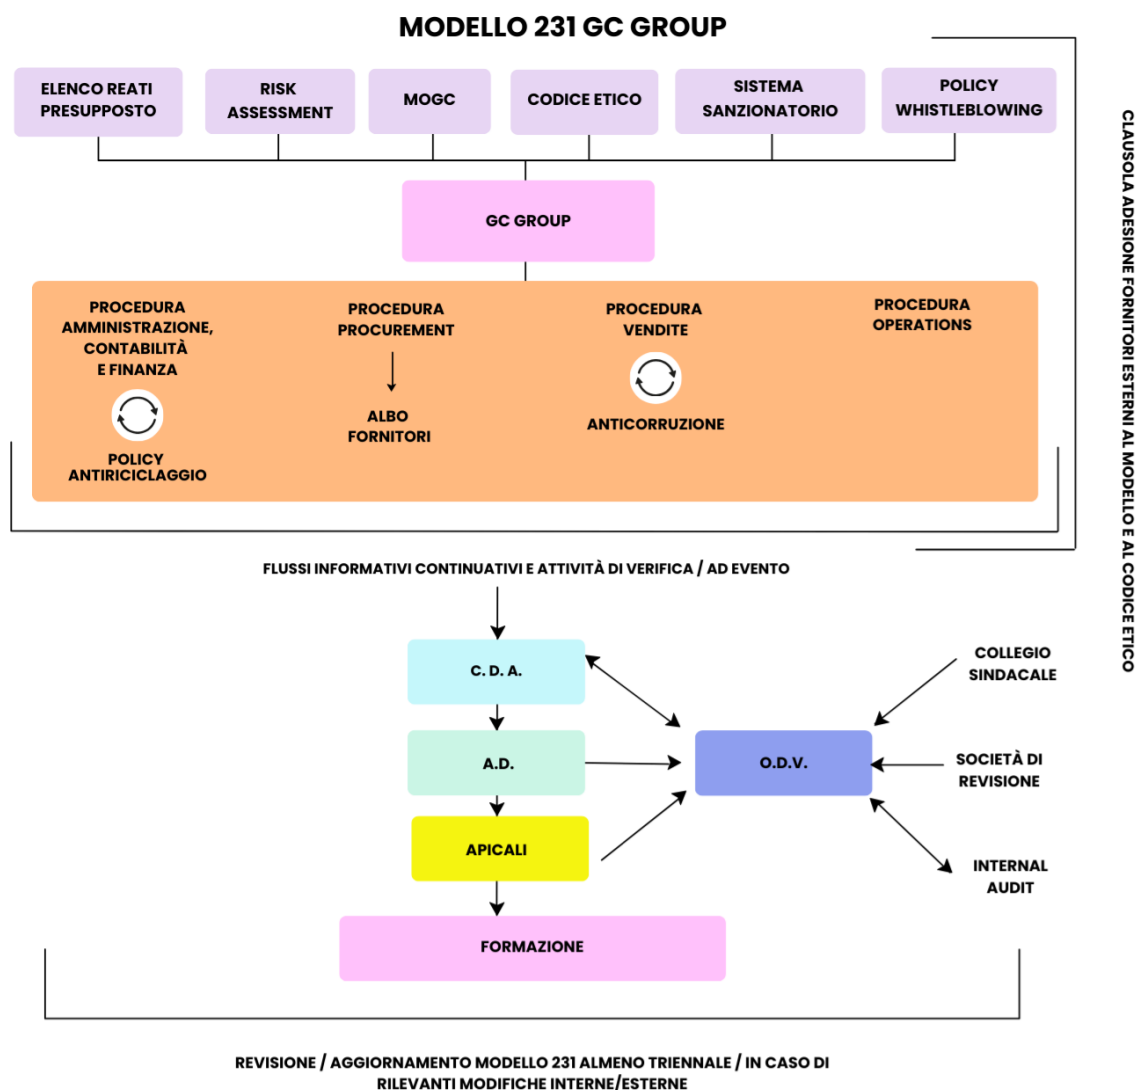 MODELLO 231 GC GROUP
ELENCO REATI
PRESUPPOSTO
RISK
ASSESSMENT
MOGC
CODICE ETICO
SISTEMA
SANZIONATORIO
POLICY
WHISTLEBLOWING
GC GROUP
PROCEDURA
AMMINISTRAZIONE,
CONTABILITÀ
E FINANZA
POLICY
ANTIRICICLAGGIO
PROCEDURA
PROCUREMENT
ALBO
FORNITORI
PROCEDURA
VENDITE
ANTICORRUZIONE
PROCEDURA
OPERATIONS
CLAUSOLA ADESIONE FORNITORI ESTERNI AL MODELLO E AL CODICE ETICO
FLUSSI INFORMATIVI CONTINUATIVI E ATTIVITÀ DI VERIFICA / AD EVENTO
C. D. A.
A.D.
APICALI
FORMAZIONE
O.D.V.
COLLEGIO
SINDACALE
SOCIETÀ DI
REVISIONE
INTERNAL
AUDIT
REVISIONE / AGGIORNAMENTO MODELLO 231 ALMENO TRIENNALE / IN CASO DI
RILEVANTI MODIFICHE INTERNE/ESTERNE